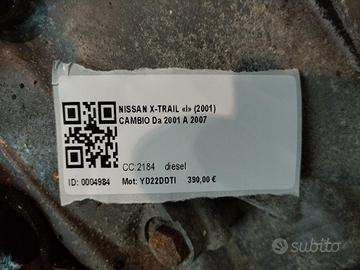 NISSAN X-TRAIL «I» (2001)
CAMBIO Da 2001 A 2007
CC:2184 diesel
ID: 0004984 Mot: YD22DDTI 390,00 €
subito